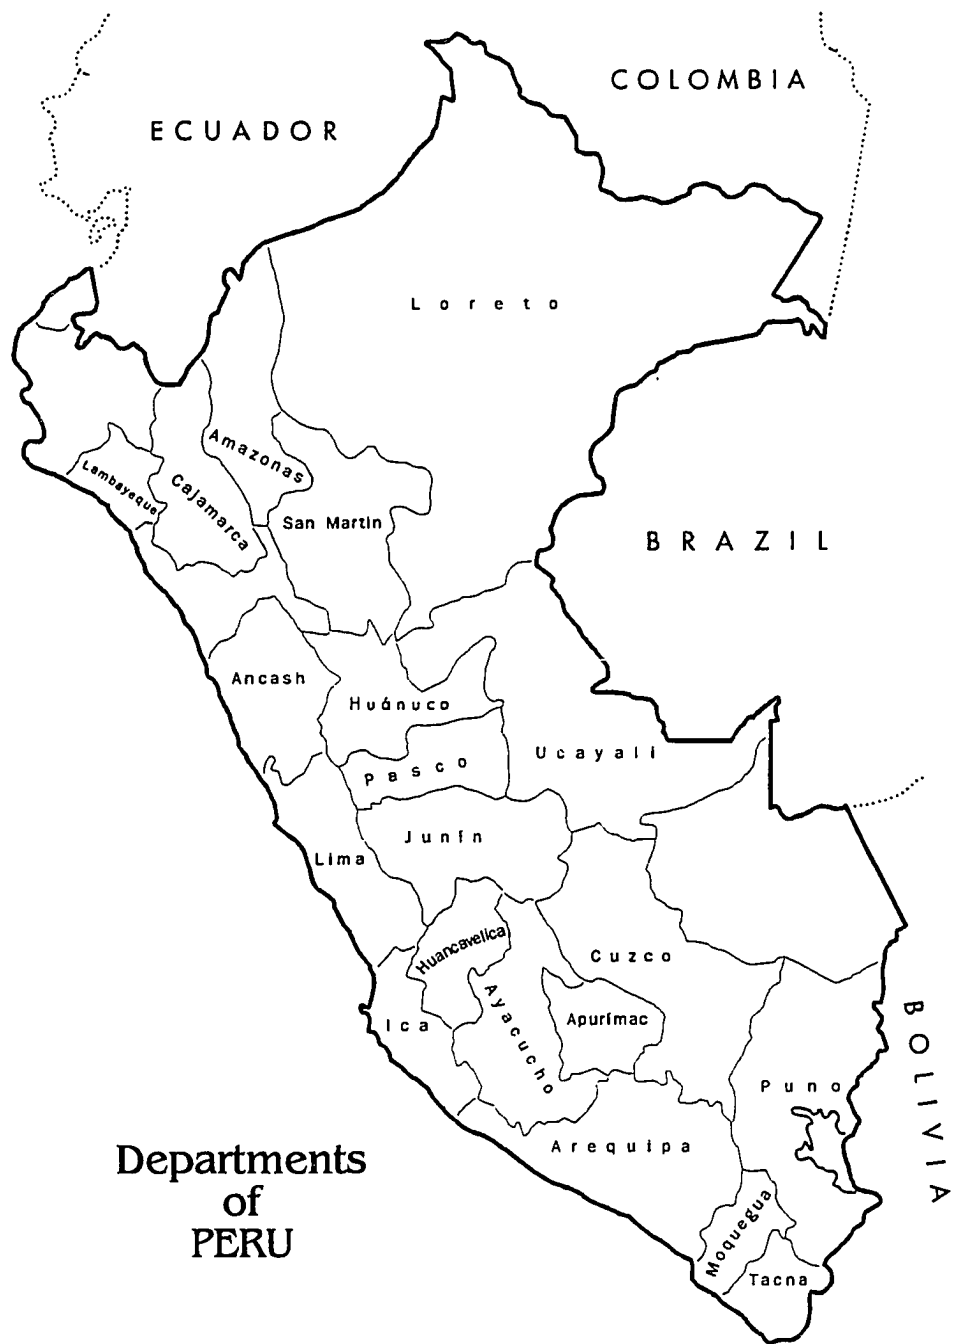 COLOMBIA
ECUADOR
Loreto
Amazonas
Lambayeque
Cajamarca
San Martin
BRAZIL
Ancash
Huánuco
Ucayali
Pasco
Junín
Lima
Huancavelica
Cuzco
Ayacucho
Apurímac
Ica
BOLIVIA
Puno
Arequipa
Departments
of
PERU
Moquegua
Tacna